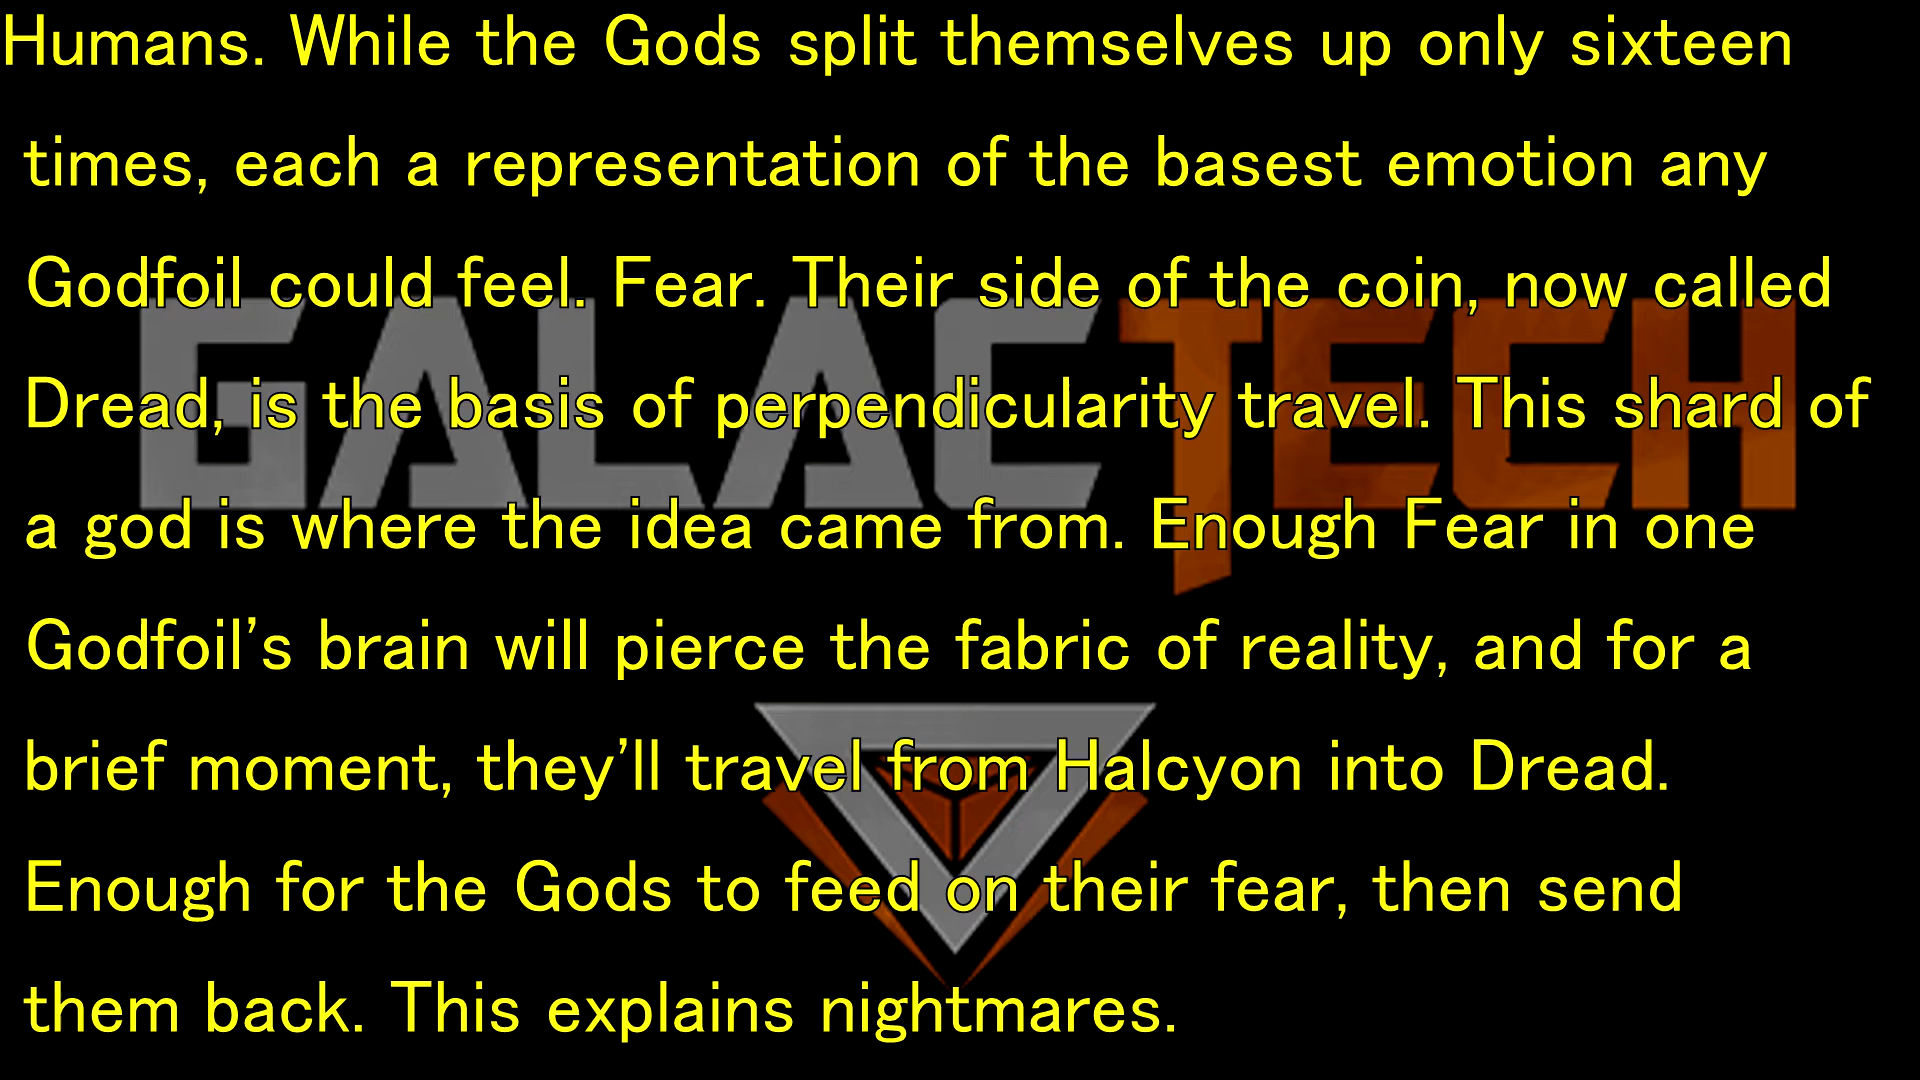 Humans. While the Gods split themselves up only sixteen
times, each a representation of the basest emotion any
Godfoil could feel. Fear. Their side of the coin, now called
GALACTECH
Dread, is the basis of perpendicularity travel. This shard of
a god is where the idea came from. Enough Fear in one
Godfoil’s brain will pierce the fabric of reality, and for a
brief moment, they’ll travel from Halcyon into Dread.
Enough for the Gods to feed on their fear, then send
them back. This explains nightmares.